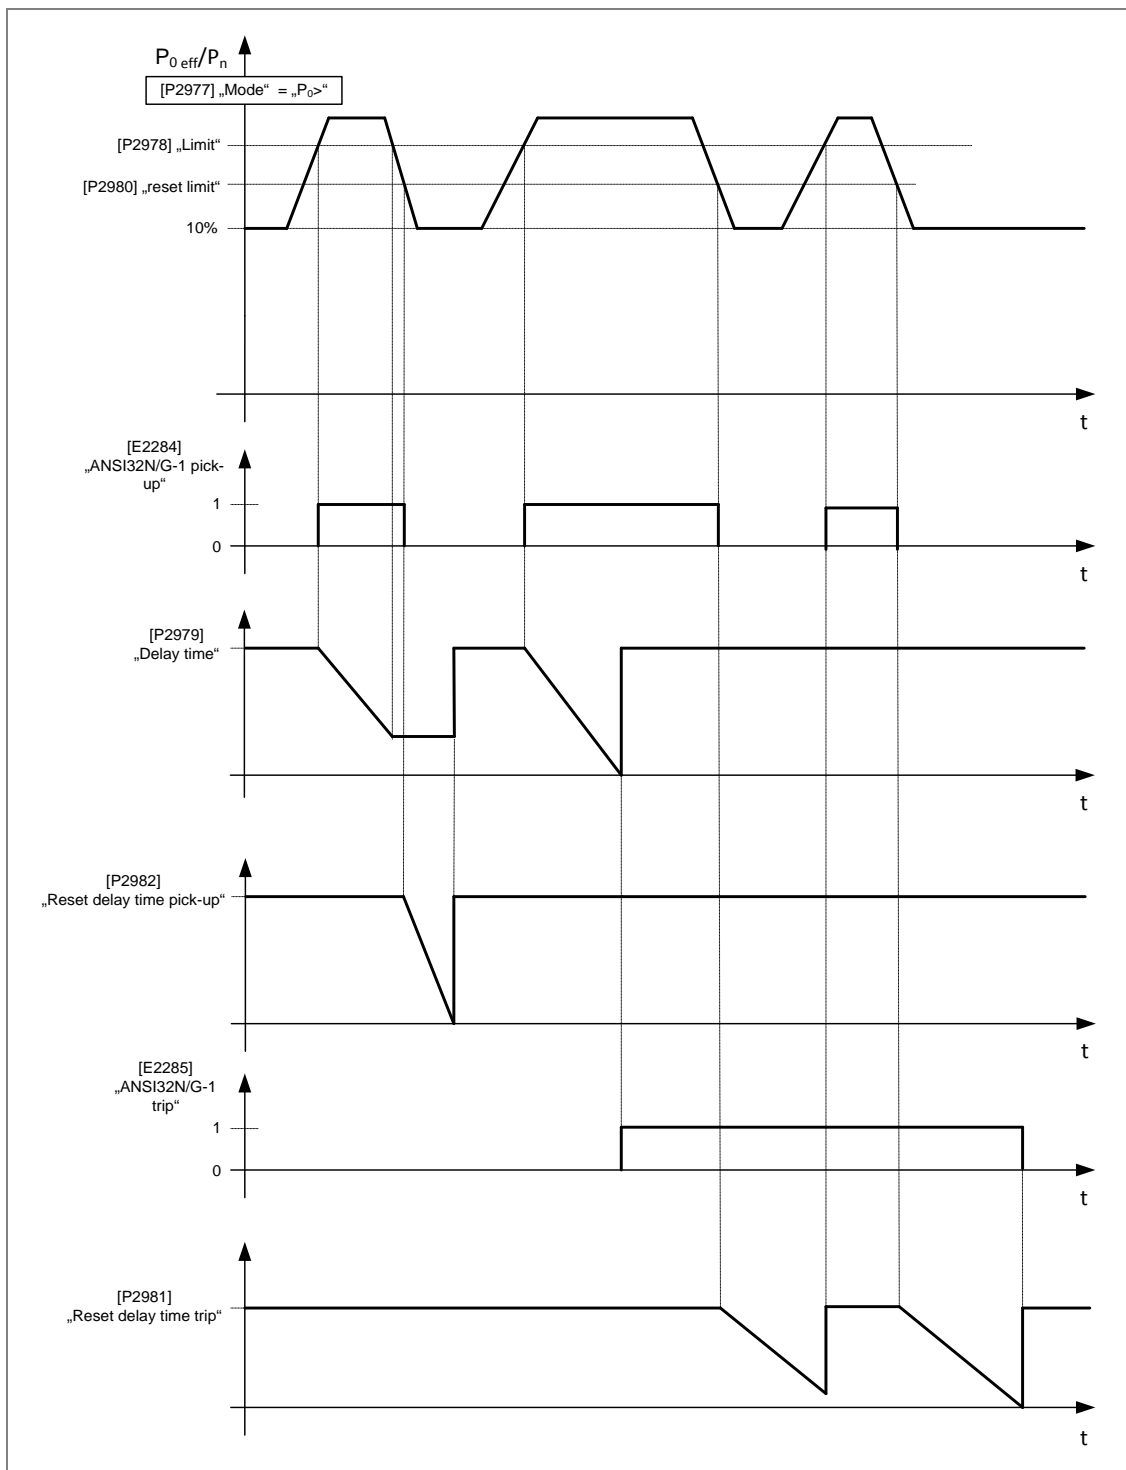 P0 eff/Pn
[P2977] „Mode“ = „P0>“
[P2978] „Limit“
[P2980] „reset limit“
10%
t
[E2284]
„ANSI32N/G-1 pick-
up“
1
0
t
[P2979]
„Delay time“
t
[P2982]
„Reset delay time pick-up“
t
[E2285]
„ANSI32N/G-1
trip“
1
0
t
[P2981]
„Reset delay time trip“
t